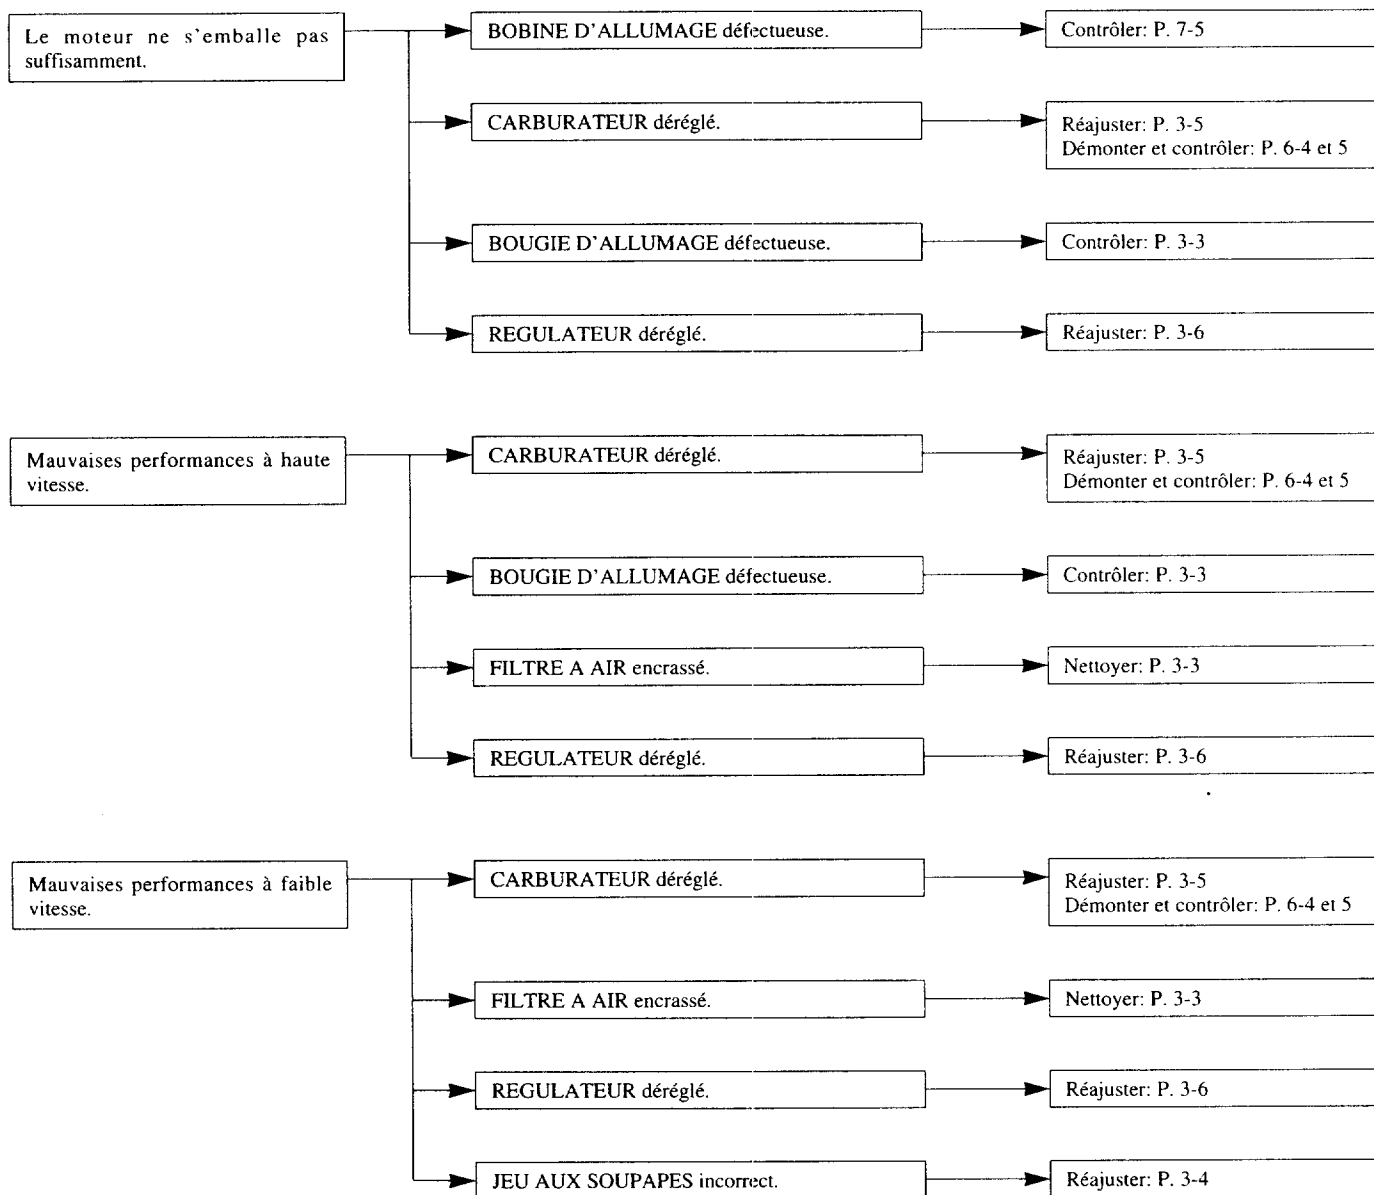 Le moteur ne s'emballe pas
suffisamment.
BOBINE D'ALLUMAGE défectueuse.
Contrôler: P. 7-5
CARBURATEUR déréglé.
Réajuster: P. 3-5
Démonter et contrôler: P. 6-4 et 5
BOUGIE D'ALLUMAGE défectueuse.
Contrôler: P. 3-3
REGULATEUR déréglé.
Réajuster: P. 3-6
Mauvaises performances à haute
vitesse.
CARBURATEUR déréglé.
Réajuster: P. 3-5
Démonter et contrôler: P. 6-4 et 5
BOUGIE D'ALLUMAGE défectueuse.
Contrôler: P. 3-3
FILTRE A AIR encrassé.
Nettoyer: P. 3-3
REGULATEUR déréglé.
Réajuster: P. 3-6
Mauvaises performances à faible
vitesse.
CARBURATEUR déréglé.
Réajuster: P. 3-5
Démonter et contrôler: P. 6-4 et 5
FILTRE A AIR encrassé.
Nettoyer: P. 3-3
REGULATEUR déréglé.
Réajuster: P. 3-6
JEU AUX SOUPAPES incorrect.
Réajuster: P. 3-4